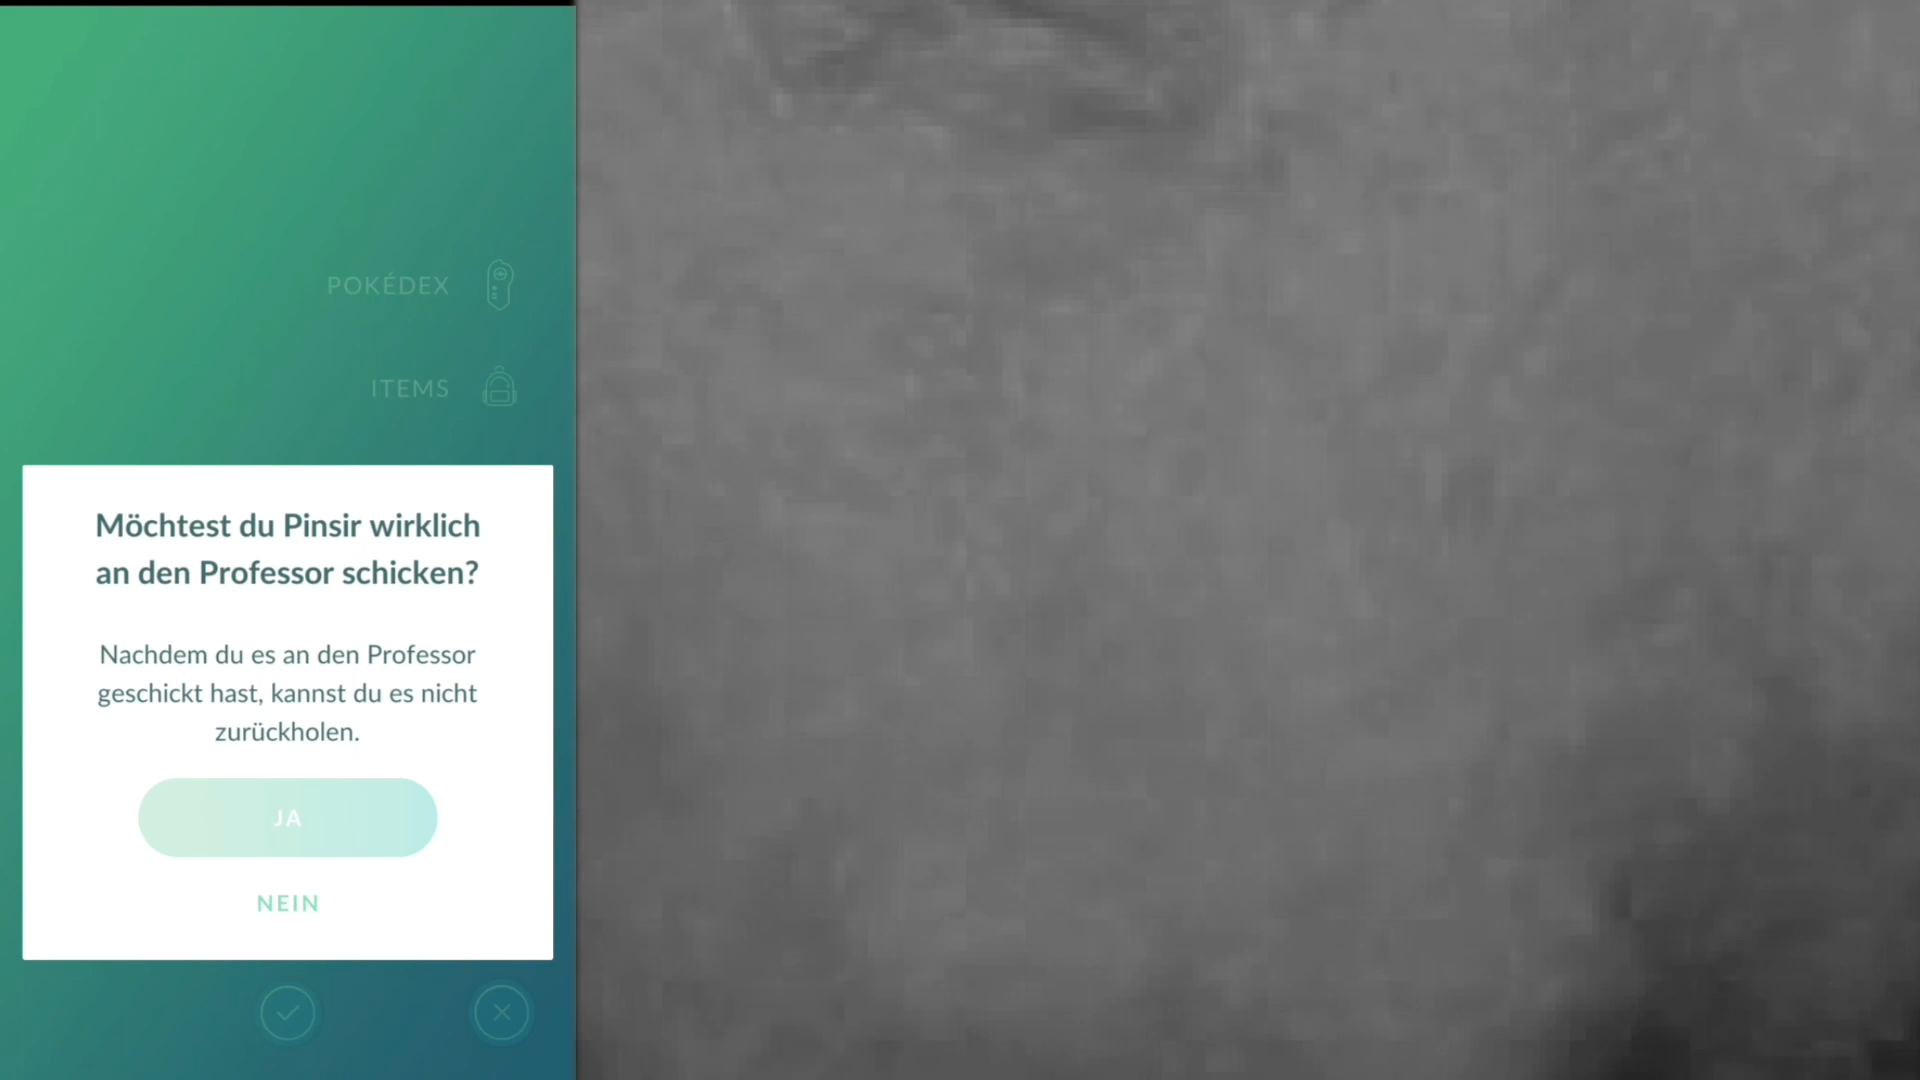 POKÉDEX
ITEMS
Möchtest du Pinsir wirklich
an den Professor schicken?
Nachdem du es an den Professor
geschickt hast, kannst du es nicht
zurückholen.
JA
NEIN